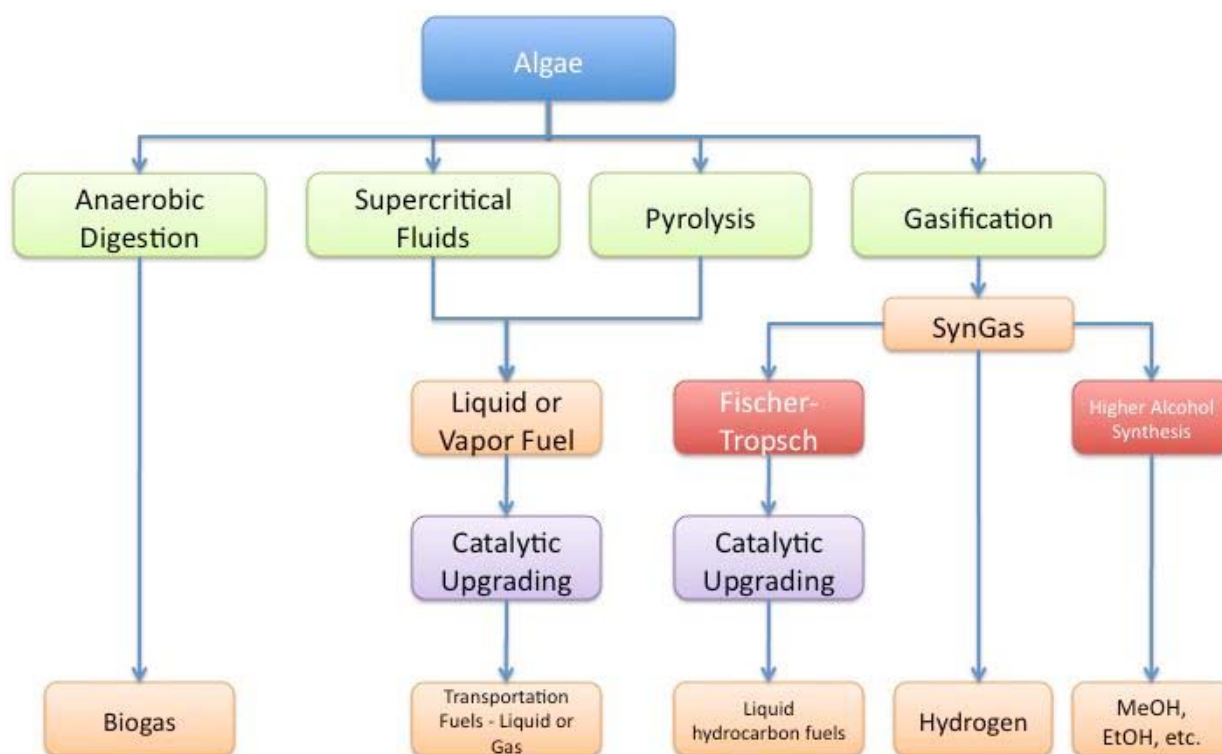 Algae
Anaerobic
Digestion
Supercritical
Fluids
Pyrolysis
Gasification
SynGas
Liquid or
Vapor Fuel
Fischer-
Tropsch
Higher Alcohol
Synthesis
Catalytic
Upgrading
Catalytic
Upgrading
Biogas
Transportation
Fuels - Liquid or
Gas
Liquid
hydrocarbon fuels
Hydrogen
MeOH,
EtOH, etc.